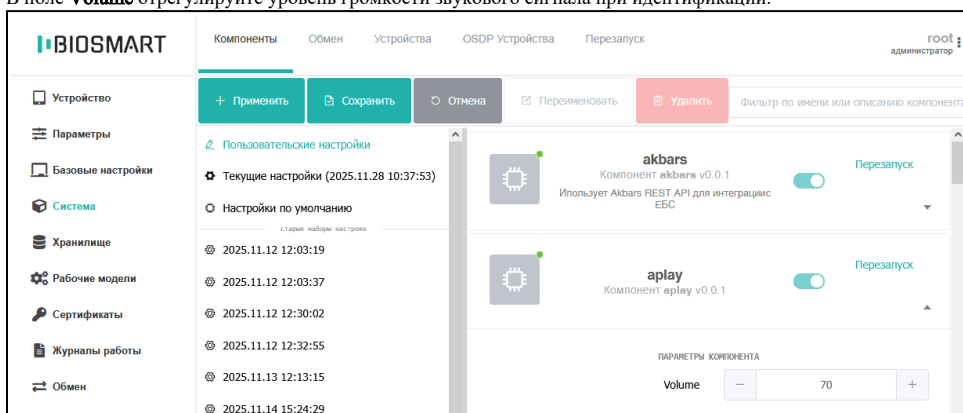 В поле Volume отрегулируйте уровень громкости звукового сигнала при идентификации.
BIOSMART
Компоненты Обмен Устройства OSDP Устройства Перезапуск
root
администратор
Устройство
Параметры
Базовые настройки
Система
Хранилище
Рабочие модели
Сертификаты
Журналы работы
Обмен
+ Применить Сохранить Отмена Переименовать Удалить Фильтр по имени или описанию компонента
Пользовательские настройки
Текущие настройки (2025.11.28 10:37:53)
Настройки по умолчанию
старые наборы настроек
2025.11.12 12:03:19
2025.11.12 12:03:37
2025.11.12 12:30:02
2025.11.12 12:32:55
2025.11.13 12:13:15
2025.11.14 15:24:29
akbars
Компонент akbars v0.0.1
Ипользует Akbars REST API для интеграциис
ЕБС
Перезапуск
aplay
Компонент aplay v0.0.1
Перезапуск
ПАРАМЕТРЫ КОМПОНЕНТА
Volume − 70 +